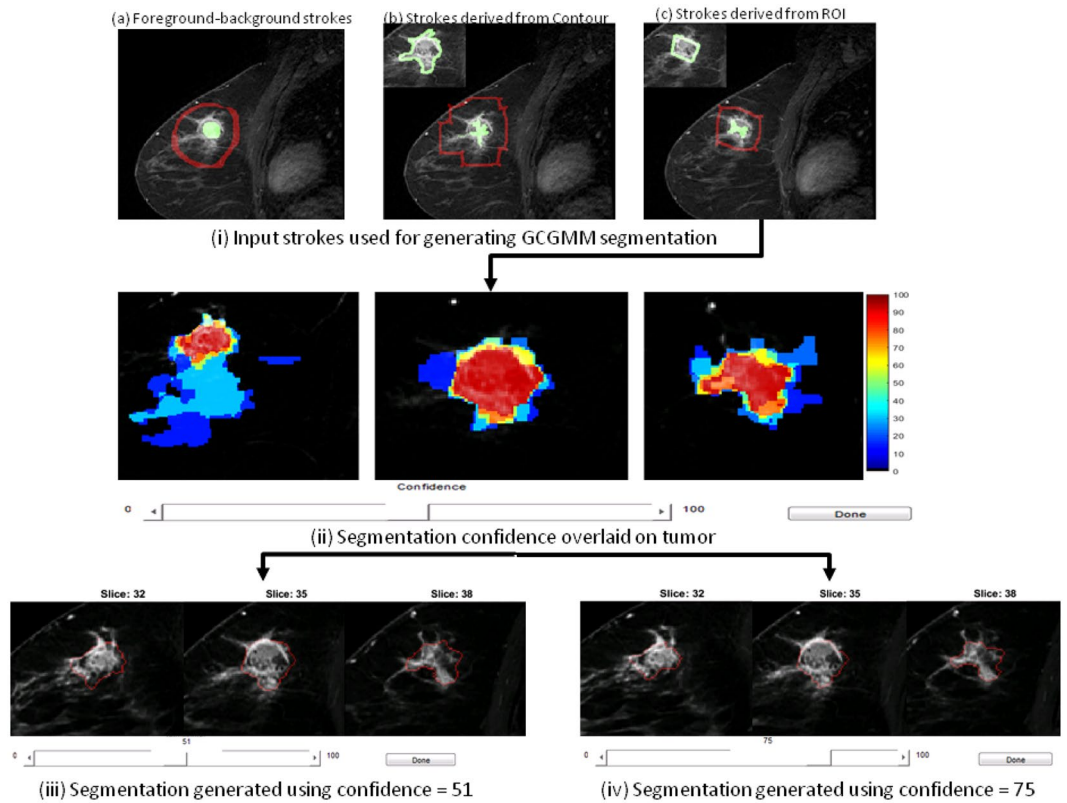 (a) Foreground-background strokes
(b) Strokes derived from Contour
(c) Strokes derived from ROI
(i) Input strokes used for generating GCGMM segmentation
100
90
80
70
60
50
40
30
20
10
0
Confidence
0
100
Done
(ii) Segmentation confidence overlaid on tumor
Slice: 32
Slice: 35
Slice: 38
Slice: 32
Slice: 35
Slice: 38
51
0
100
Done
75
0
100
Done
(iii) Segmentation generated using confidence = 51
(iv) Segmentation generated using confidence = 75